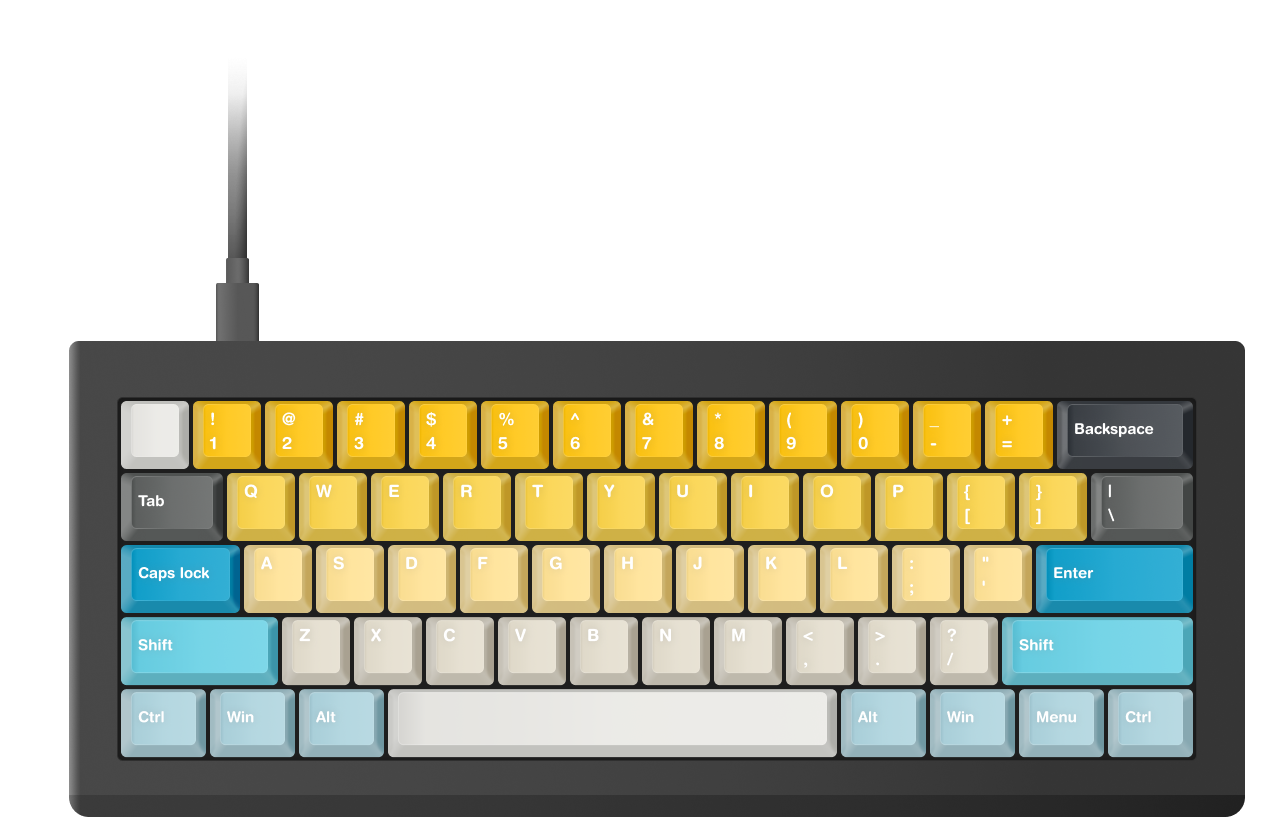 ! @ # $ % ^ & * ( ) _ +
1 2 3 4 5 6 7 8 9 0 - = Backspace
Tab Q W E R T Y U I O P { } |
[ ] \
Caps lock A S D F G H J K L : " Enter
; '
Shift Z X C V B N M < > ? Shift
, . /
Ctrl Win Alt Alt Win Menu Ctrl